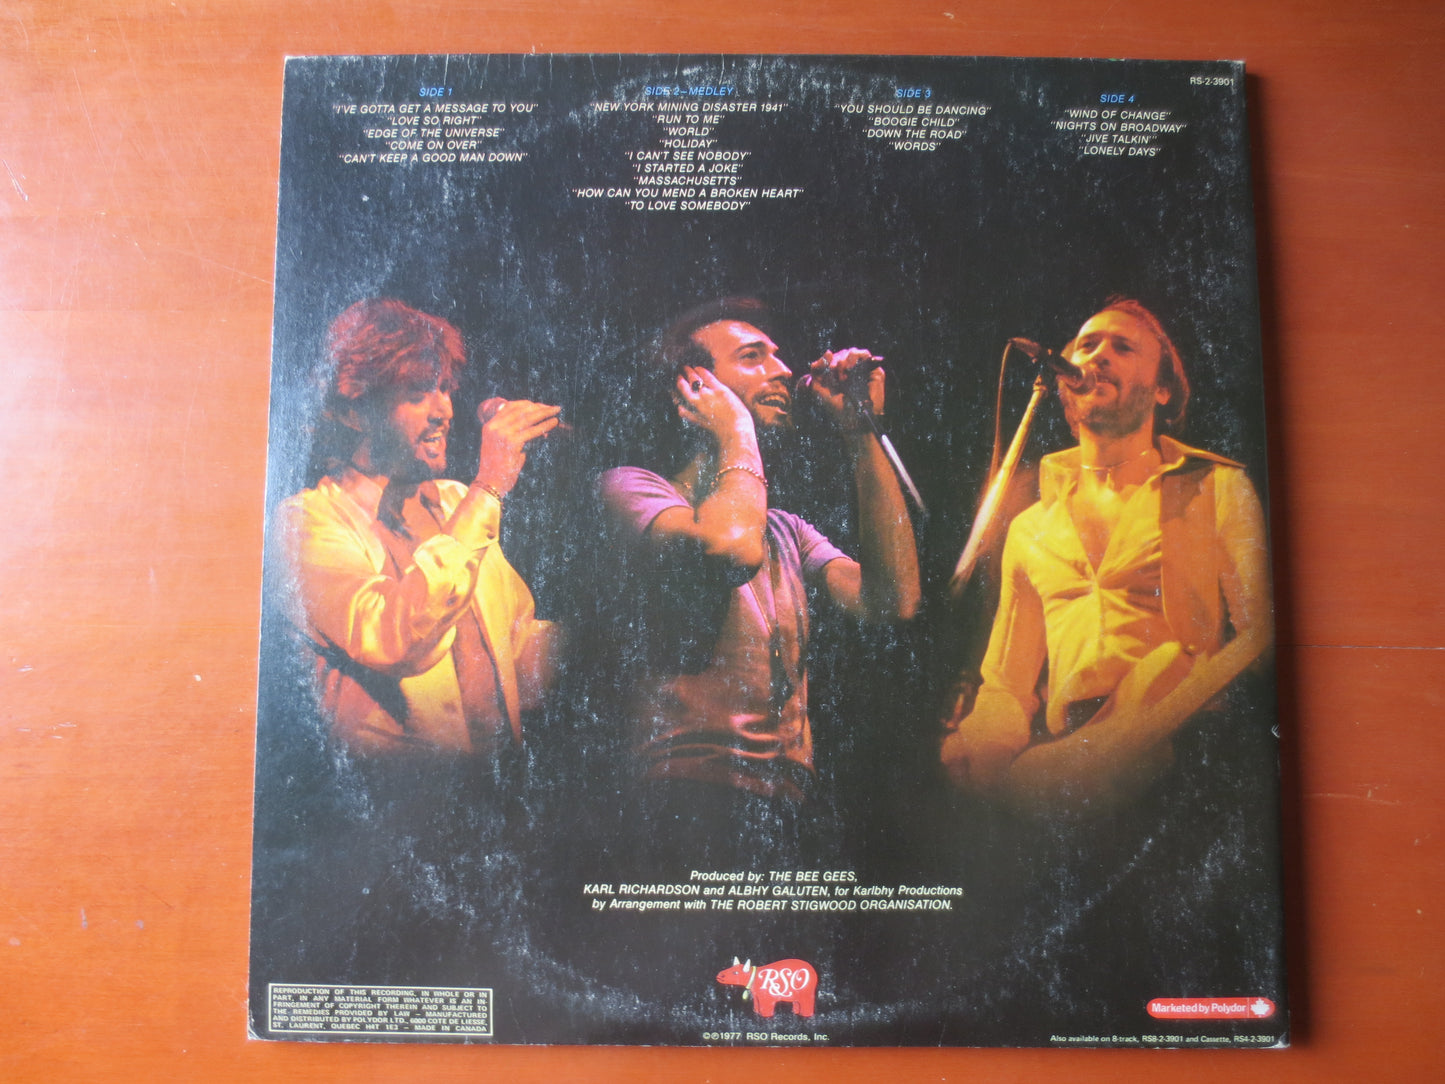 RS-2-3901
SIDE 1
"I'VE GOTTA GET A MESSAGE TO YOU"
"LOVE SO RIGHT"
"EDGE OF THE UNIVERSE"
"COME ON OVER"
"CAN'T KEEP A GOOD MAN DOWN"
SIDE 2—MEDLEY
"NEW YORK MINING DISASTER 1941"
"RUN TO ME"
"WORLD"
"HOLIDAY"
"I CAN'T SEE NOBODY"
"I STARTED A JOKE"
"MASSACHUSETTS"
"HOW CAN YOU MEND A BROKEN HEART"
"TO LOVE SOMEBODY"
SIDE 3
"YOU SHOULD BE DANCING"
"BOOGIE CHILD"
"DOWN THE ROAD"
"WORDS"
SIDE 4
"WIND OF CHANGE"
"NIGHTS ON BROADWAY"
"JIVE TALKIN'"
"LONELY DAYS"
Produced by: THE BEE GEES,
KARL RICHARDSON and ALBHY GALUTEN, for Karlbhy Productions
by Arrangement with THE ROBERT STIGWOOD ORGANISATION.
RSO
REPRODUCTION OF THIS RECORDING, IN WHOLE OR IN
PART, IN ANY MATERIAL FORM WHATEVER IS AN IN-
FRINGEMENT OF COPYRIGHT THEREIN AND SUBJECT TO
THE REMEDIES PROVIDED BY LAW — MANUFACTURED
AND DISTRIBUTED BY POLYDOR LTD., 6000 COTE DE LIESSE,
ST. LAURENT, QUEBEC H4T 1E3 — MADE IN CANADA
©℗1977 RSO Records, Inc.
Marketed by Polydor
Also available on 8-track, RS8-2-3901 and Cassette, RS4-2-3901